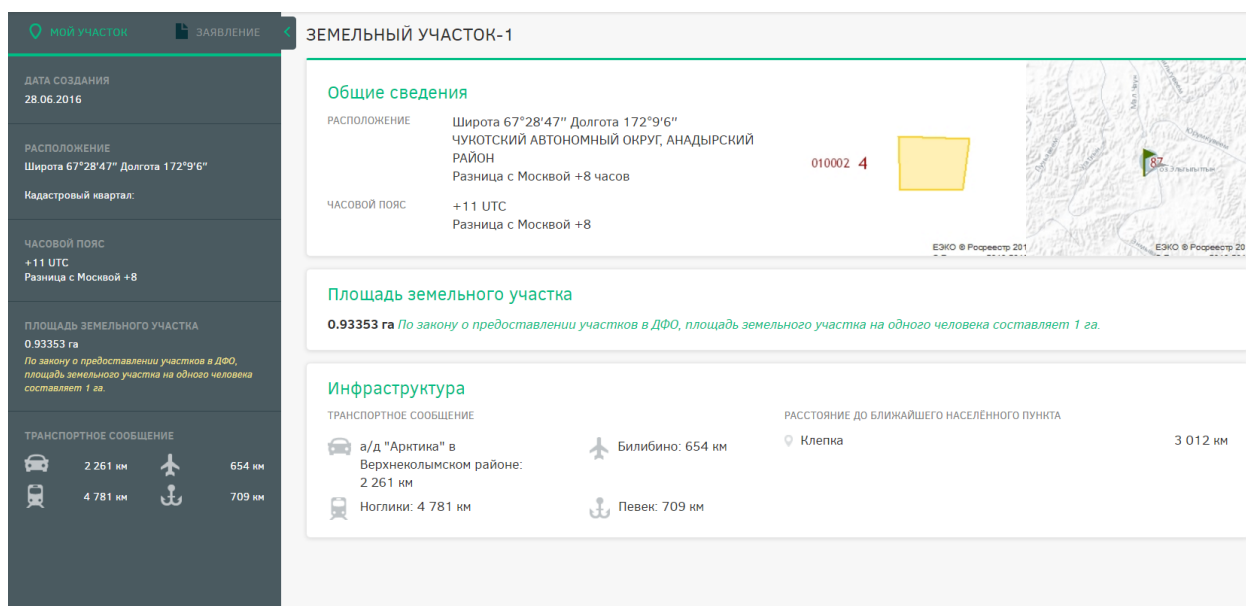 МОЙ УЧАСТОК
ЗАЯВЛЕНИЕ
ДАТА СОЗДАНИЯ
28.06.2016
РАСПОЛОЖЕНИЕ
Широта 67°28'47" Долгота 172°9'6"
Кадастровый квартал:
ЧАСОВОЙ ПОЯС
+11 UTC
Разница с Москвой +8
ПЛОЩАДЬ ЗЕМЕЛЬНОГО УЧАСТКА
0.93353 га
По закону о предоставлении участков в ДФО,
площадь земельного участка на одного человека
составляет 1 га.
ТРАНСПОРТНОЕ СООБЩЕНИЕ
2 261 км
654 км
4 781 км
709 км
ЗЕМЕЛЬНЫЙ УЧАСТОК-1
Общие сведения
РАСПОЛОЖЕНИЕ
Широта 67°28'47" Долгота 172°9'6"
ЧУКОТСКИЙ АВТОНОМНЫЙ ОКРУГ, АНАДЫРСКИЙ
РАЙОН
Разница с Москвой +8 часов
ЧАСОВОЙ ПОЯС
+11 UTC
Разница с Москвой +8
010002 4
ЕЭКО © Росреестр 201
87
ЕЭКО © Росреестр 20
Площадь земельного участка
0.93353 га По закону о предоставлении участков в ДФО, площадь земельного участка на одного человека составляет 1 га.
Инфраструктура
ТРАНСПОРТНОЕ СООБЩЕНИЕ
а/д "Арктика" в
Верхнеколымском районе:
2 261 км
Билибино: 654 км
Ноглики: 4 781 км
Певек: 709 км
РАССТОЯНИЕ ДО БЛИЖАЙШЕГО НАСЕЛЁННОГО ПУНКТА
Клепка
3 012 км